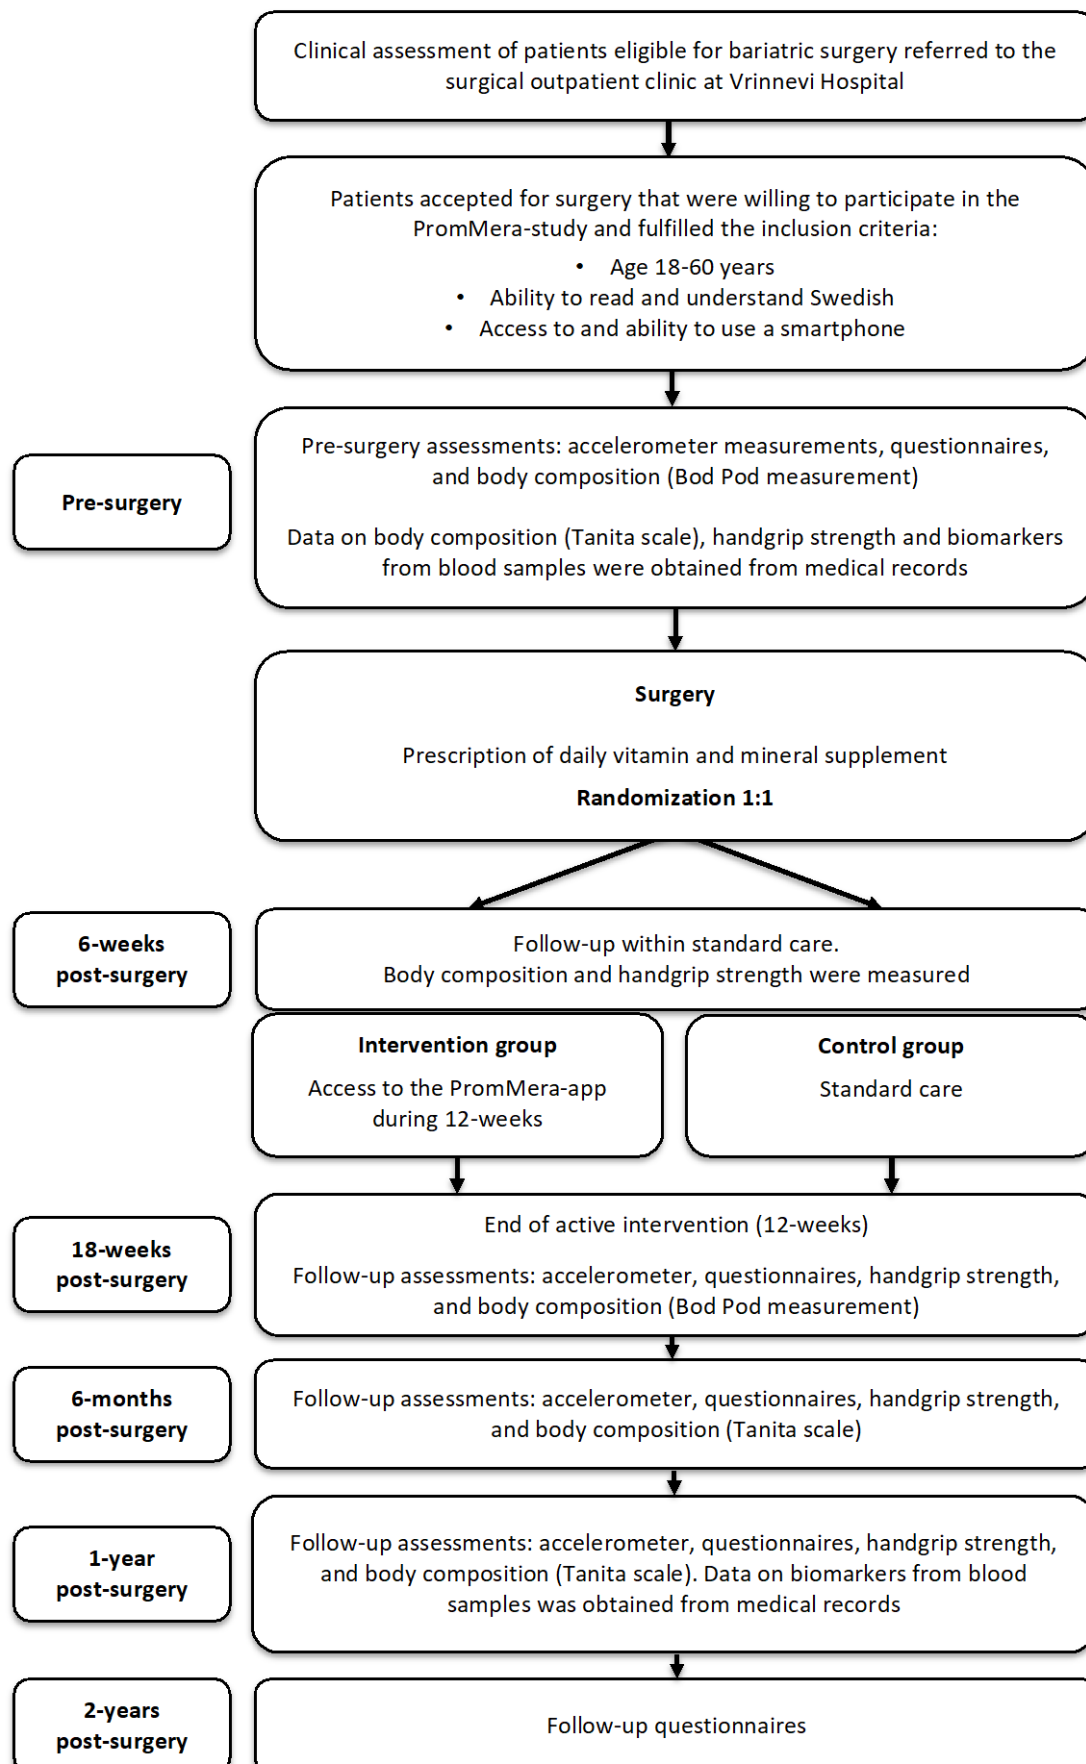 Clinical assessment of patients eligible for bariatric surgery referred to the
surgical outpatient clinic at Vrinnevi Hospital
Patients accepted for surgery that were willing to participate in the
PromMera-study and fulfilled the inclusion criteria:
• Age 18-60 years
• Ability to read and understand Swedish
• Access to and ability to use a smartphone
Pre-surgery
Pre-surgery assessments: accelerometer measurements, questionnaires,
and body composition (Bod Pod measurement)
Data on body composition (Tanita scale), handgrip strength and biomarkers
from blood samples were obtained from medical records
Surgery
Prescription of daily vitamin and mineral supplement
Randomization 1:1
6-weeks
post-surgery
Follow-up within standard care.
Body composition and handgrip strength were measured
Intervention group
Access to the PromMera-app
during 12-weeks
Control group
Standard care
18-weeks
post-surgery
End of active intervention (12-weeks)
Follow-up assessments: accelerometer, questionnaires, handgrip strength,
and body composition (Bod Pod measurement)
6-months
post-surgery
Follow-up assessments: accelerometer, questionnaires, handgrip strength,
and body composition (Tanita scale)
1-year
post-surgery
Follow-up assessments: accelerometer, questionnaires, handgrip strength,
and body composition (Tanita scale). Data on biomarkers from blood
samples was obtained from medical records
2-years
post-surgery
Follow-up questionnaires